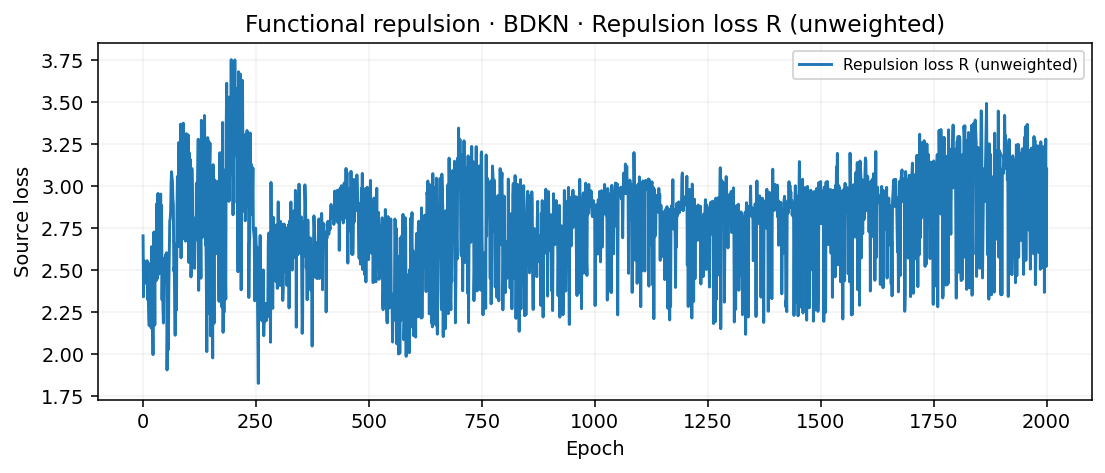 Functional repulsion · BDKN · Repulsion loss R (unweighted)
Repulsion loss R (unweighted)
Source loss
3.75
3.50
3.25
3.00
2.75
2.50
2.25
2.00
1.75
0 250 500 750 1000 1250 1500 1750 2000
Epoch